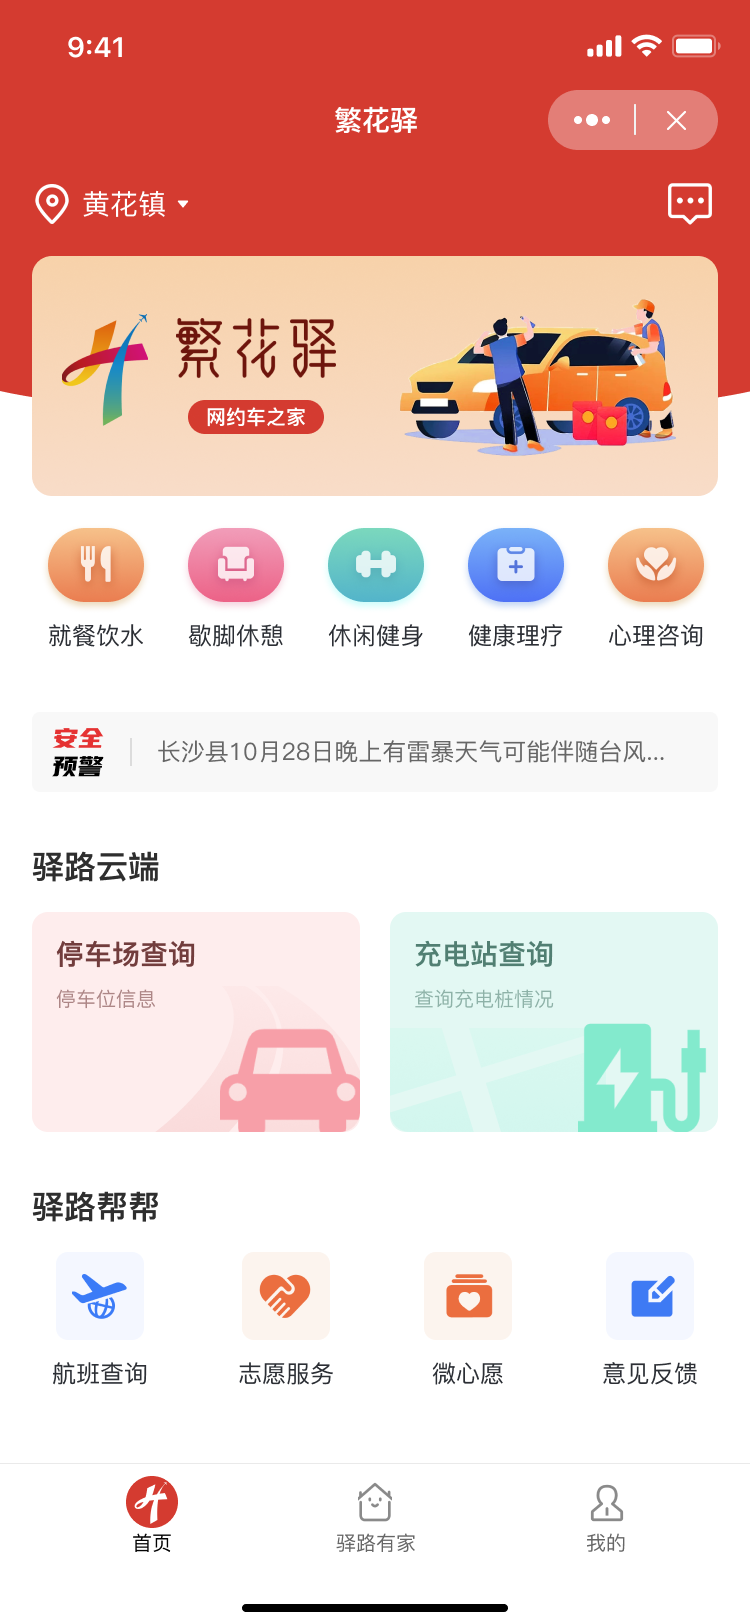 9:41
繁花驿
黄花镇
繁花驿
网约车之家
就餐饮水
歇脚休憩
休闲健身
健康理疗
心理咨询
安全
预警
长沙县10月28日晚上有雷暴天气可能伴随台风...
驿路云端
停车场查询
停车位信息
充电站查询
查询充电桩情况
驿路帮帮
航班查询
志愿服务
微心愿
意见反馈
首页
驿路有家
我的